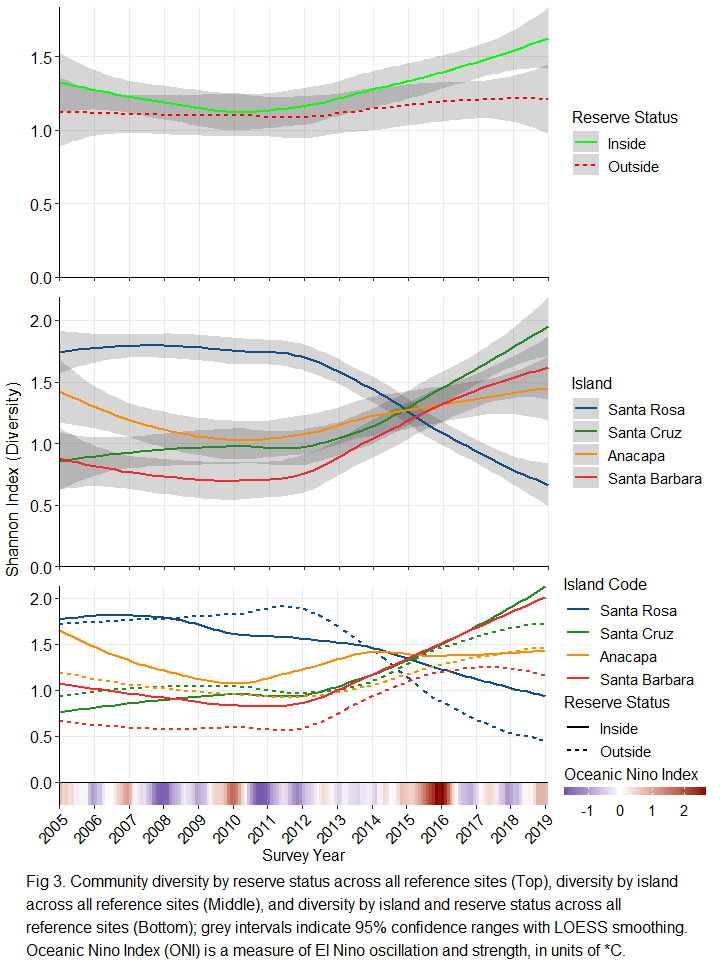 1.5
1.0
0.5
0.0
Reserve Status
Inside
Outside
Shannon Index (Diversity)
2.0
1.5
1.0
0.5
0.0
Island
Santa Rosa
Santa Cruz
Anacapa
Santa Barbara
2.0
1.5
1.0
0.5
0.0
Island Code
Santa Rosa
Santa Cruz
Anacapa
Santa Barbara
Reserve Status
Inside
Outside
Oceanic Nino Index
-1 0 1 2
2005 2006 2007 2008 2009 2010 2011 2012 2013 2014 2015 2016 2017 2018 2019
Survey Year
Fig 3. Community diversity by reserve status across all reference sites (Top), diversity by island
across all reference sites (Middle), and diversity by island and reserve status across all
reference sites (Bottom); grey intervals indicate 95% confidence ranges with LOESS smoothing.
Oceanic Nino Index (ONI) is a measure of El Nino oscillation and strength, in units of *C.